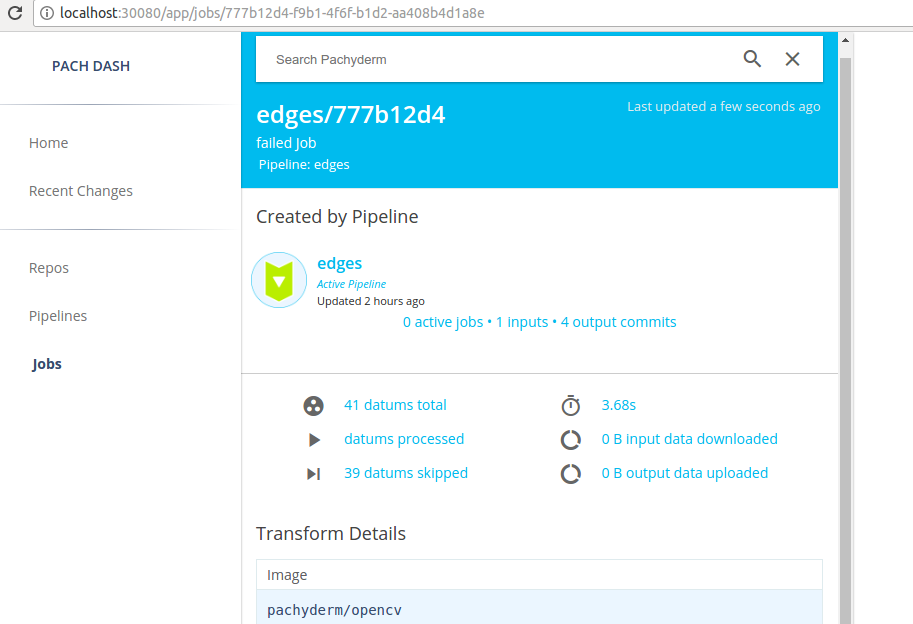 localhost:30080/app/jobs/777b12d4-f9b1-4f6f-b1d2-aa408b4d1a8e
PACH DASH
Home
Recent Changes
Repos
Pipelines
Jobs
Search Pachyderm
edges/777b12d4
Last updated a few seconds ago
failed Job
Pipeline: edges
Created by Pipeline
edges
Active Pipeline
Updated 2 hours ago
0 active jobs • 1 inputs • 4 output commits
41 datums total
3.68s
datums processed
0 B input data downloaded
39 datums skipped
0 B output data uploaded
Transform Details
Image
pachyderm/opencv